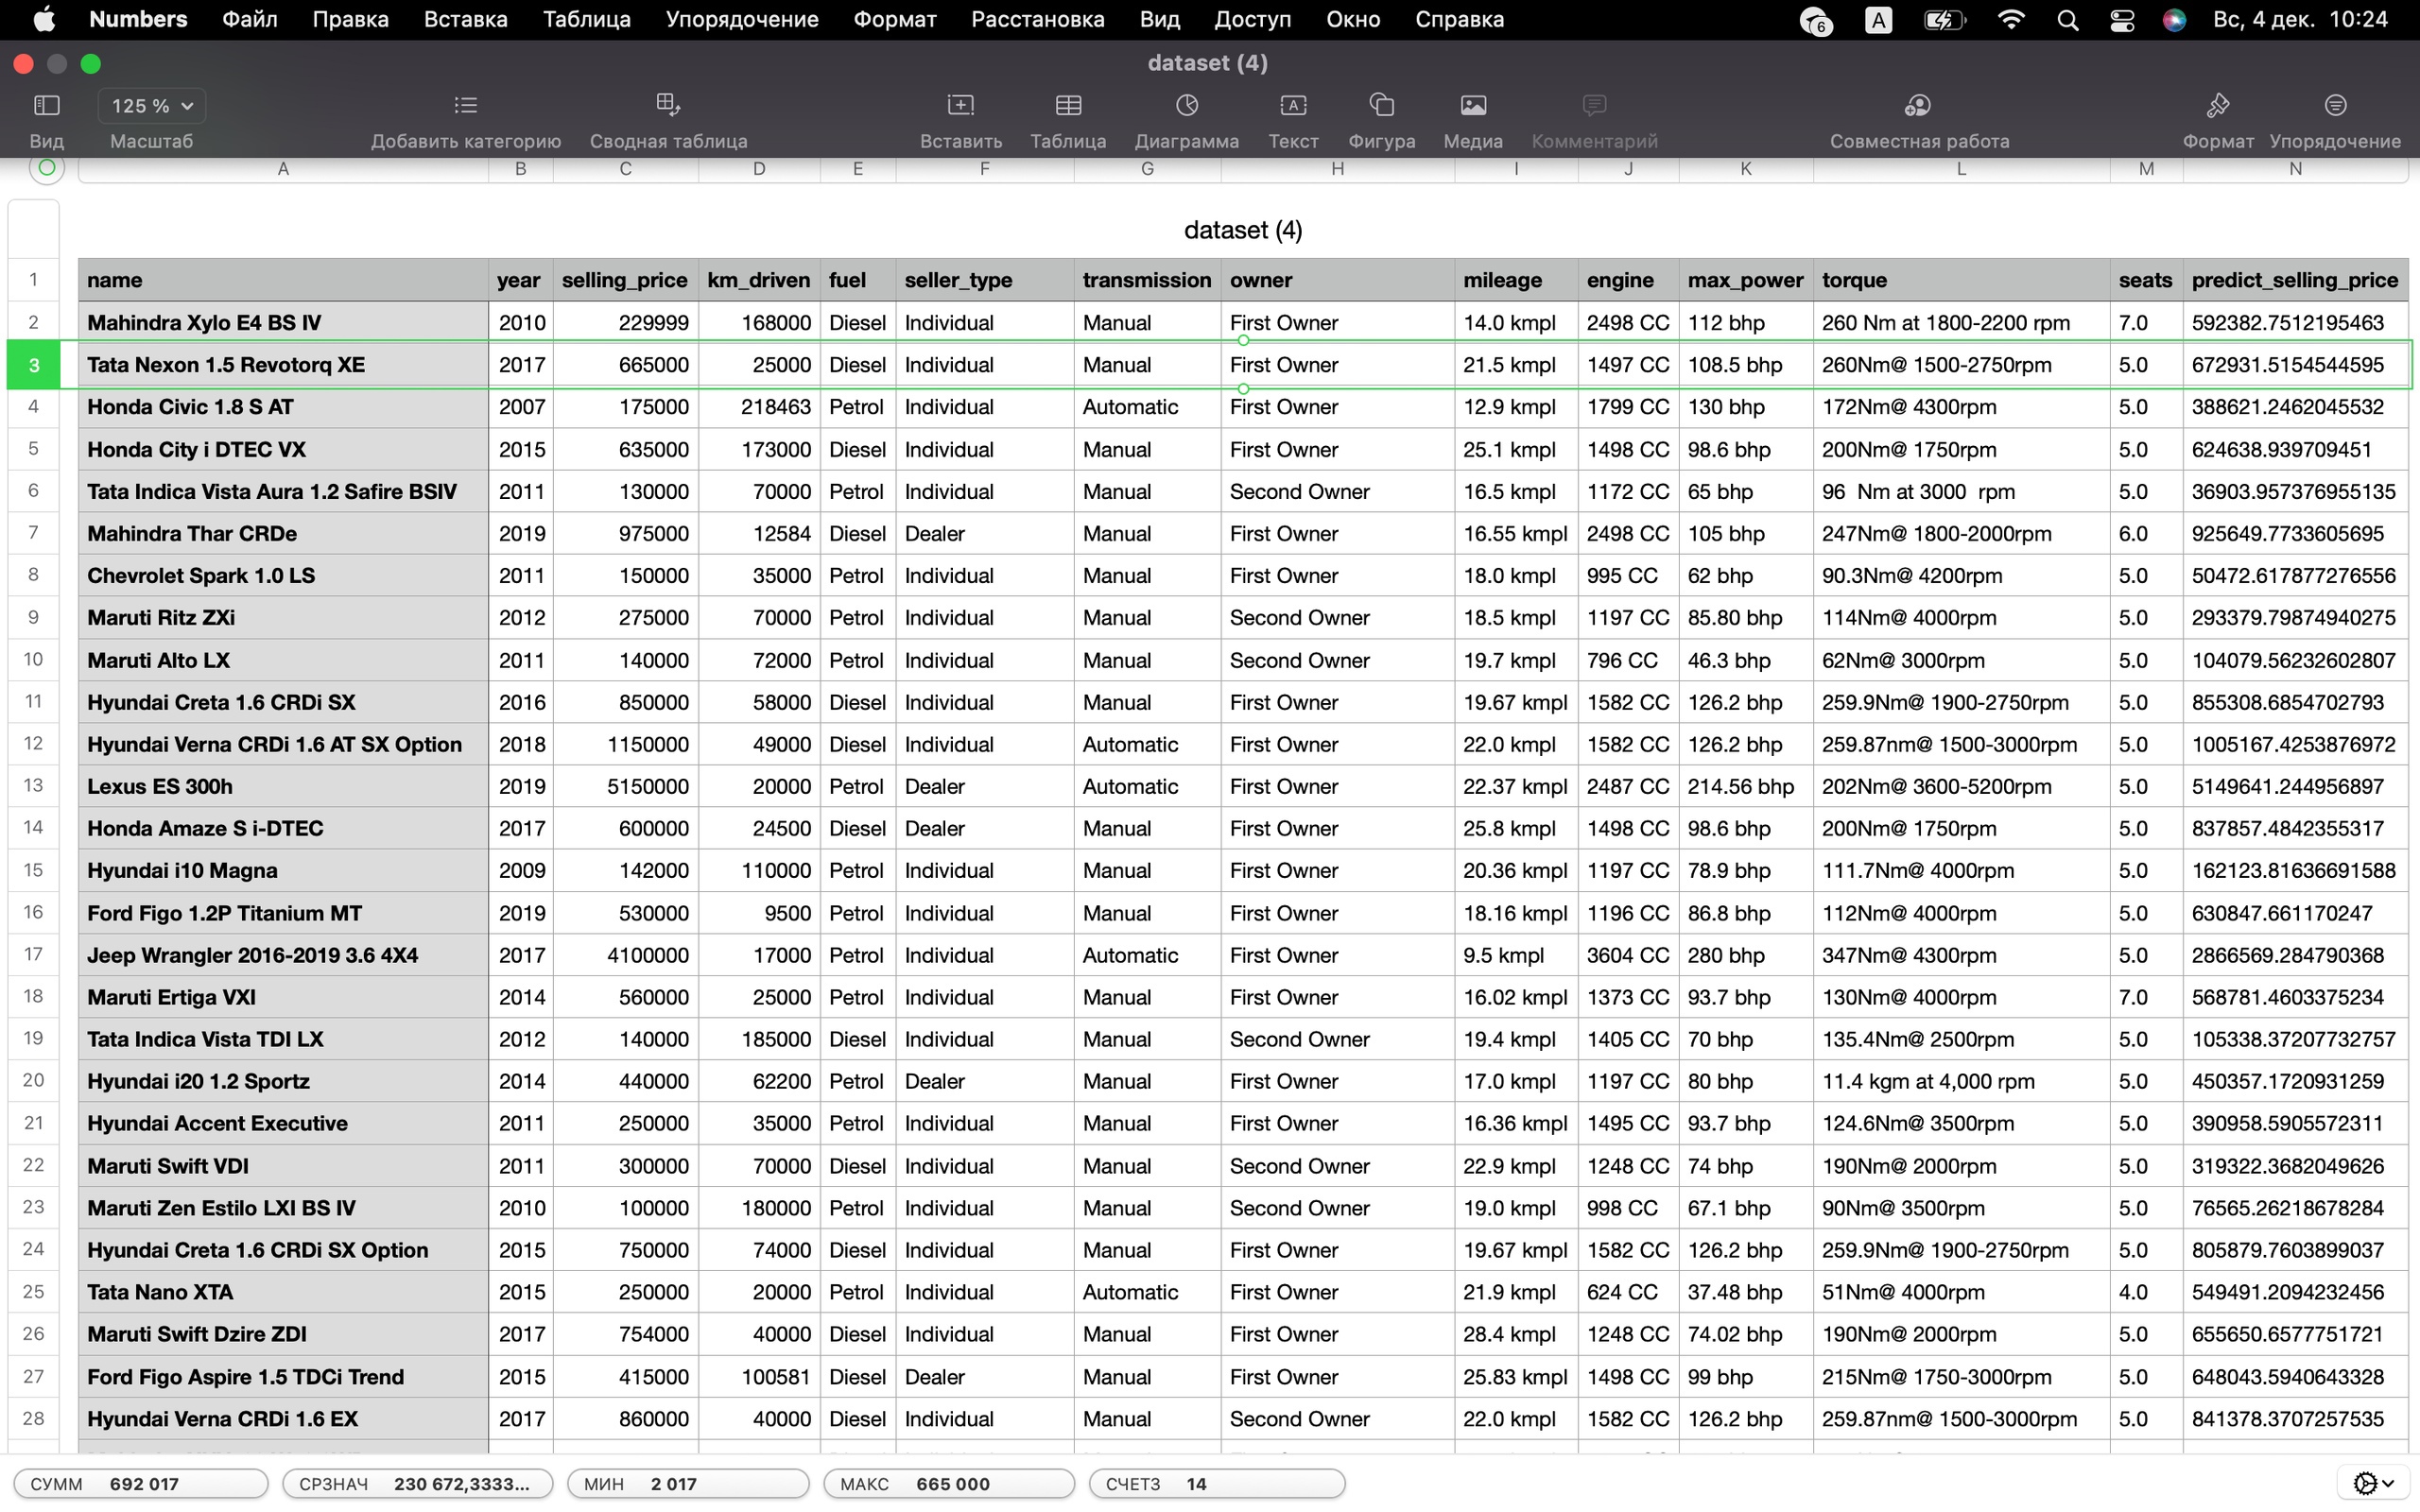 Numbers Файл Правка Вставка Таблица Упорядочение Формат Расстановка Вид Доступ Окно Справка 6 A Вс, 4 дек. 10:24
dataset (4)
125 %
Вид Масштаб Добавить категорию Сводная таблица Вставить Таблица Диаграмма Текст Фигура Медиа Комментарий Совместная работа Формат Упорядочение
A B C D E F G H I J K L M N
dataset (4)
1 name year selling_price km_driven fuel seller_type transmission owner mileage engine max_power torque seats predict_selling_price
2 Mahindra Xylo E4 BS IV 2010 229999 168000 Diesel Individual Manual First Owner 14.0 kmpl 2498 CC 112 bhp 260 Nm at 1800-2200 rpm 7.0 592382.7512195463
3 Tata Nexon 1.5 Revotorq XE 2017 665000 25000 Diesel Individual Manual First Owner 21.5 kmpl 1497 CC 108.5 bhp 260Nm@ 1500-2750rpm 5.0 672931.5154544595
4 Honda Civic 1.8 S AT 2007 175000 218463 Petrol Individual Automatic First Owner 12.9 kmpl 1799 CC 130 bhp 172Nm@ 4300rpm 5.0 388621.2462045532
5 Honda City i DTEC VX 2015 635000 173000 Diesel Individual Manual First Owner 25.1 kmpl 1498 CC 98.6 bhp 200Nm@ 1750rpm 5.0 624638.939709451
6 Tata Indica Vista Aura 1.2 Safire BSIV 2011 130000 70000 Petrol Individual Manual Second Owner 16.5 kmpl 1172 CC 65 bhp 96  Nm at 3000  rpm 5.0 36903.957376955135
7 Mahindra Thar CRDe 2019 975000 12584 Diesel Dealer Manual First Owner 16.55 kmpl 2498 CC 105 bhp 247Nm@ 1800-2000rpm 6.0 925649.7733605695
8 Chevrolet Spark 1.0 LS 2011 150000 35000 Petrol Individual Manual First Owner 18.0 kmpl 995 CC 62 bhp 90.3Nm@ 4200rpm 5.0 50472.617877276556
9 Maruti Ritz ZXi 2012 275000 70000 Petrol Individual Manual Second Owner 18.5 kmpl 1197 CC 85.80 bhp 114Nm@ 4000rpm 5.0 293379.79874940275
10 Maruti Alto LX 2011 140000 72000 Petrol Individual Manual Second Owner 19.7 kmpl 796 CC 46.3 bhp 62Nm@ 3000rpm 5.0 104079.56232602807
11 Hyundai Creta 1.6 CRDi SX 2016 850000 58000 Diesel Individual Manual First Owner 19.67 kmpl 1582 CC 126.2 bhp 259.9Nm@ 1900-2750rpm 5.0 855308.6854702793
12 Hyundai Verna CRDi 1.6 AT SX Option 2018 1150000 49000 Diesel Individual Automatic First Owner 22.0 kmpl 1582 CC 126.2 bhp 259.87nm@ 1500-3000rpm 5.0 1005167.4253876972
13 Lexus ES 300h 2019 5150000 20000 Petrol Dealer Automatic First Owner 22.37 kmpl 2487 CC 214.56 bhp 202Nm@ 3600-5200rpm 5.0 5149641.244956897
14 Honda Amaze S i-DTEC 2017 600000 24500 Diesel Dealer Manual First Owner 25.8 kmpl 1498 CC 98.6 bhp 200Nm@ 1750rpm 5.0 837857.4842355317
15 Hyundai i10 Magna 2009 142000 110000 Petrol Individual Manual First Owner 20.36 kmpl 1197 CC 78.9 bhp 111.7Nm@ 4000rpm 5.0 162123.81636691588
16 Ford Figo 1.2P Titanium MT 2019 530000 9500 Petrol Individual Manual First Owner 18.16 kmpl 1196 CC 86.8 bhp 112Nm@ 4000rpm 5.0 630847.661170247
17 Jeep Wrangler 2016-2019 3.6 4X4 2017 4100000 17000 Petrol Individual Automatic First Owner 9.5 kmpl 3604 CC 280 bhp 347Nm@ 4300rpm 5.0 2866569.284790368
18 Maruti Ertiga VXI 2014 560000 25000 Petrol Individual Manual First Owner 16.02 kmpl 1373 CC 93.7 bhp 130Nm@ 4000rpm 7.0 568781.4603375234
19 Tata Indica Vista TDI LX 2012 140000 185000 Diesel Individual Manual Second Owner 19.4 kmpl 1405 CC 70 bhp 135.4Nm@ 2500rpm 5.0 105338.37207732757
20 Hyundai i20 1.2 Sportz 2014 440000 62200 Petrol Dealer Manual First Owner 17.0 kmpl 1197 CC 80 bhp 11.4 kgm at 4,000 rpm 5.0 450357.1720931259
21 Hyundai Accent Executive 2011 250000 35000 Petrol Individual Manual First Owner 16.36 kmpl 1495 CC 93.7 bhp 124.6Nm@ 3500rpm 5.0 390958.5905572311
22 Maruti Swift VDI 2011 300000 70000 Diesel Individual Manual Second Owner 22.9 kmpl 1248 CC 74 bhp 190Nm@ 2000rpm 5.0 319322.3682049626
23 Maruti Zen Estilo LXI BS IV 2010 100000 180000 Petrol Individual Manual Second Owner 19.0 kmpl 998 CC 67.1 bhp 90Nm@ 3500rpm 5.0 76565.26218678284
24 Hyundai Creta 1.6 CRDi SX Option 2015 750000 74000 Diesel Individual Manual First Owner 19.67 kmpl 1582 CC 126.2 bhp 259.9Nm@ 1900-2750rpm 5.0 805879.7603899037
25 Tata Nano XTA 2015 250000 20000 Petrol Individual Automatic First Owner 21.9 kmpl 624 CC 37.48 bhp 51Nm@ 4000rpm 4.0 549491.2094232456
26 Maruti Swift Dzire ZDI 2017 754000 40000 Diesel Individual Manual First Owner 28.4 kmpl 1248 CC 74.02 bhp 190Nm@ 2000rpm 5.0 655650.6577751721
27 Ford Figo Aspire 1.5 TDCi Trend 2015 415000 100581 Diesel Dealer Manual First Owner 25.83 kmpl 1498 CC 99 bhp 215Nm@ 1750-3000rpm 5.0 648043.5940643328
28 Hyundai Verna CRDi 1.6 EX 2017 860000 40000 Diesel Individual Manual Second Owner 22.0 kmpl 1582 CC 126.2 bhp 259.87nm@ 1500-3000rpm 5.0 841378.3707257535
СУММ 692 017 СРЗНАЧ 230 672,3333... МИН 2 017 МАКС 665 000 СЧЕТЗ 14